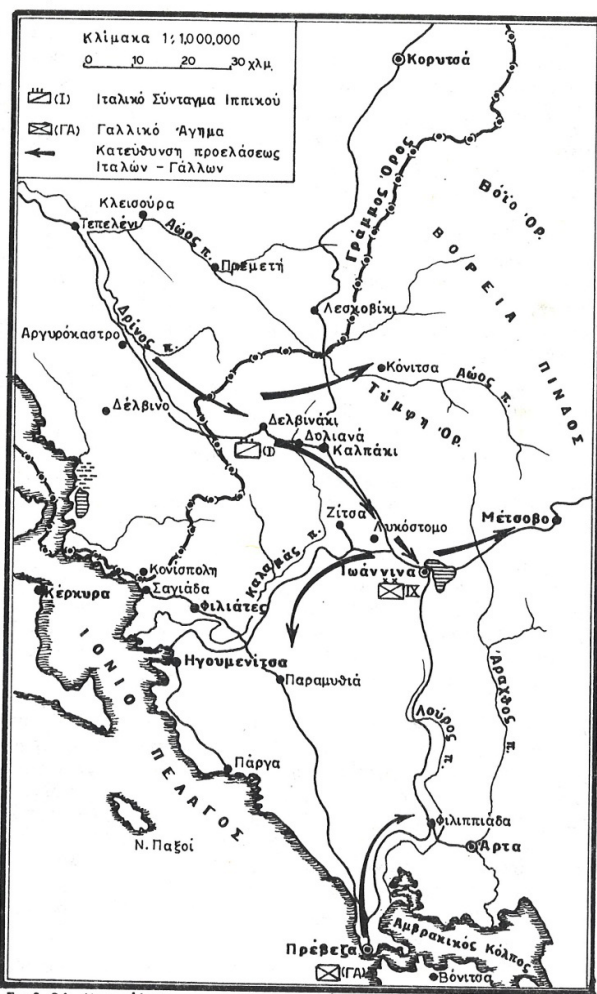 Κλίμακα 1:1,000,000
0 10 20 30 χλμ.
(Ι) Ιταλικό Σύνταγμα Ιππικού
(ΓΑ) Γαλλικό Άγημα
Κατεύθυνση προελάσεως
Ιταλών - Γάλλων
Κορυτσά
Γράμμος Όρος
Βόϊο Όρ.
ΒΟΡΕΙΑ ΠΙΝΔΟΣ
Κλεισούρα
Τεπελένι
Αώος π.
Πρεμετή
Λεσκοβίκι
Δρίνος π.
Αργυρόκαστρο
Κόνιτσα
Αώος π.
Τύμφη Όρ.
Δέλβινο
Δελβινάκι
(Ι)
Δολιανά
Καλπάκι
Ζίτσα
Λυκόστομο
Μέτσοβο
Καλαμάς π.
Ιωάννινα
ΙΧ
Κονίσπολη
Σαγιάδα
Κέρκυρα
Φιλιάτες
Ηγουμενίτσα
Παραμυθιά
ΙΟΝΙΟ ΠΕΛΑΓΟΣ
Λούρος π.
Άραχθος π.
Πάργα
Ν. Παξοί
Φιλιππιάδα
Άρτα
Πρέβεζα
(ΓΑ)
Αμβρακικός Κόλπος
Βόνιτσα